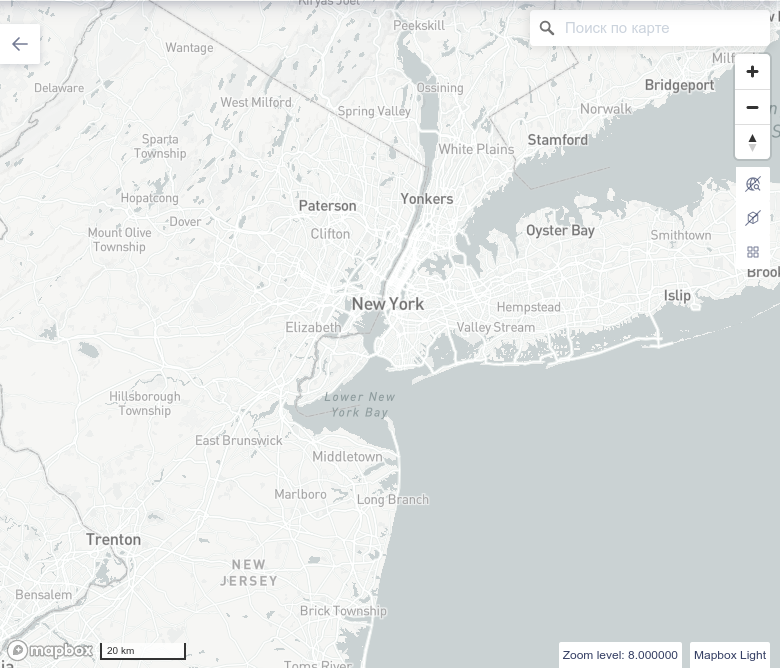 Kiryas Joel
Peekskill
Поиск по карте
Wantage
Milf
Bridgeport
Delaware
Ossining
West Milford
Spring Valley
Norwalk
Stamford
Sparta
Township
White Plains
Hopatcong
Paterson
Yonkers
Dover
Clifton
Oyster Bay
Smithtown
Mount Olive
Township
Brook
New York
Islip
Hempstead
Elizabeth
Valley Stream
Hillsborough
Township
Lower New
York Bay
East Brunswick
Middletown
Marlboro
Long Branch
Trenton
NEW
JERSEY
Bensalem
Brick Township
mapbox
20 km
Zoom level: 8.000000
Mapbox Light
Toms River